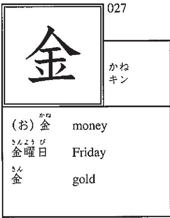 027
金
かね
キン
(お)金 money
かね
金曜日 Friday
きんようび
金 gold
きん